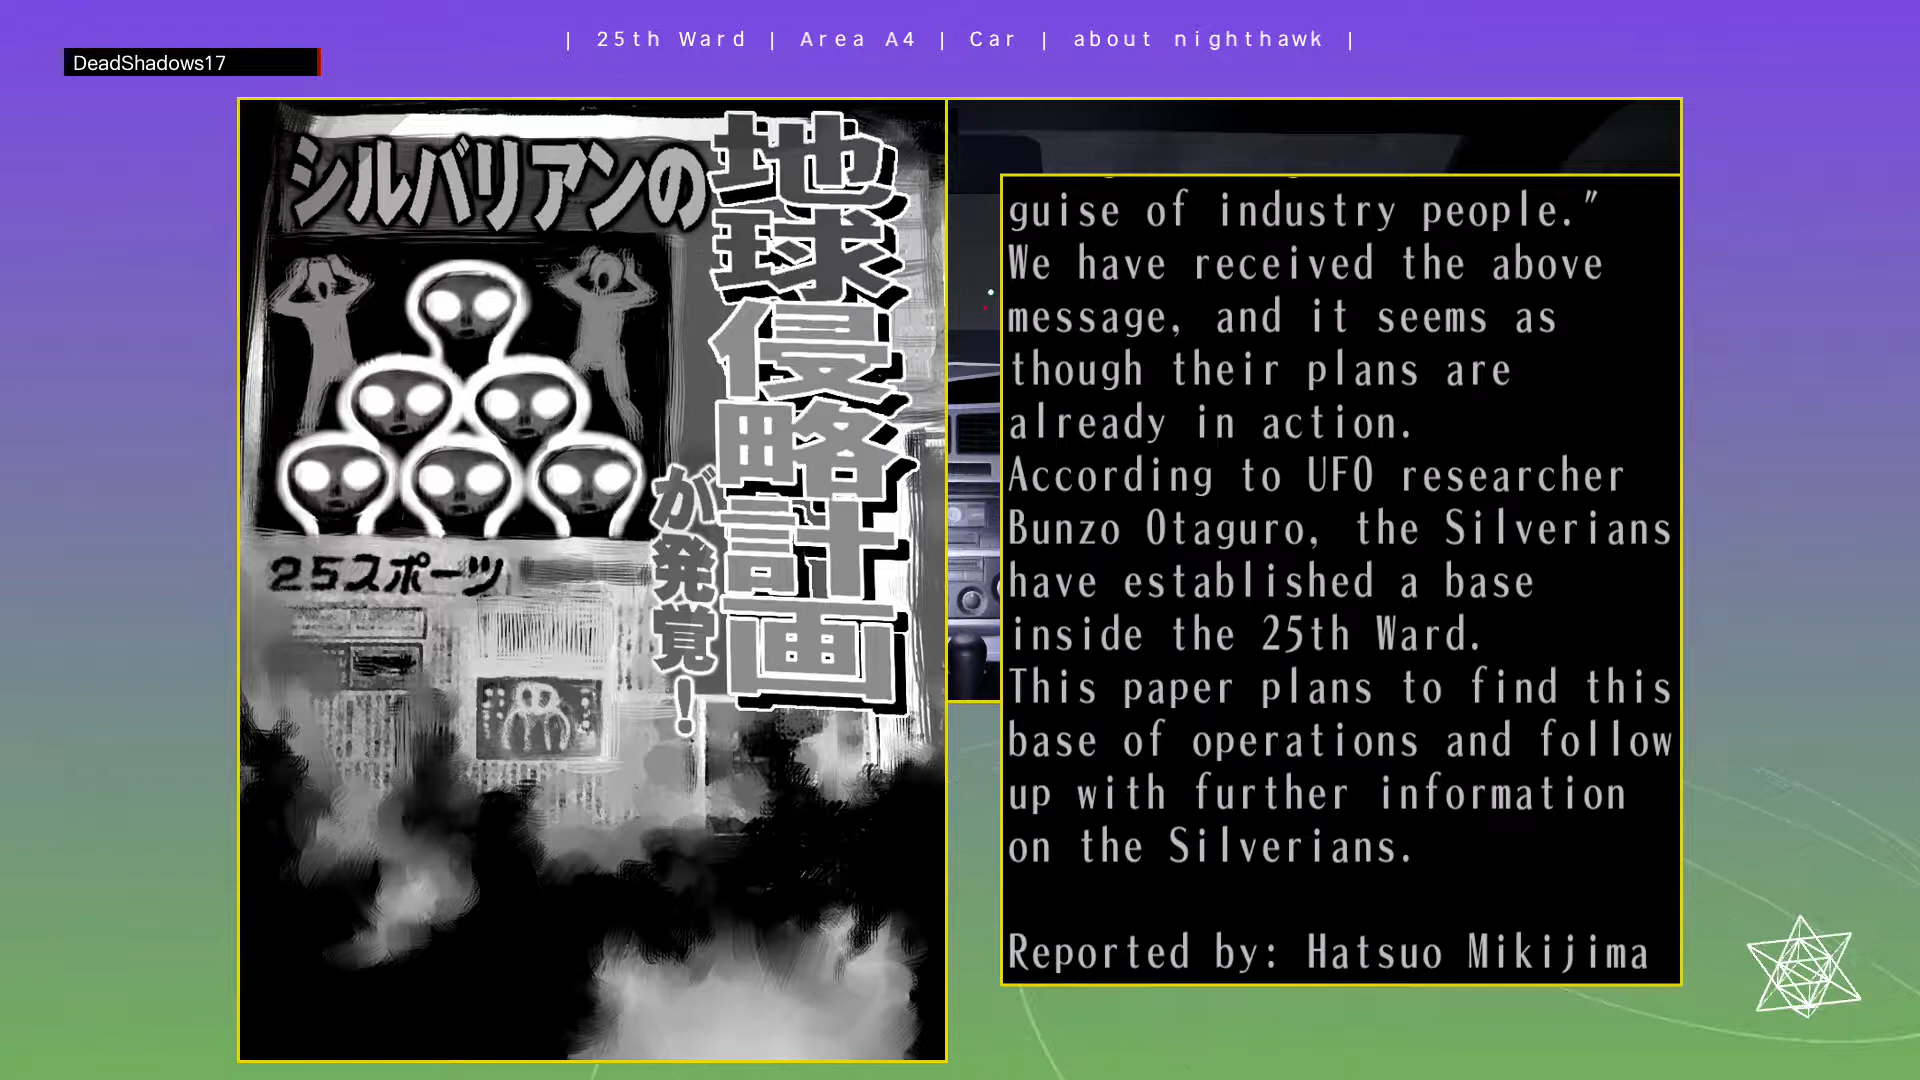 | 25th Ward | Area A4 | Car | about nighthawk |
DeadShadows17
シルバリアンの
地球侵略計画
が発覚!
25スポーツ
guise of industry people."
We have received the above
message, and it seems as
though their plans are
already in action.
According to UFO researcher
Bunzo Otaguro, the Silverians
have established a base
inside the 25th Ward.
This paper plans to find this
base of operations and follow
up with further information
on the Silverians.
Reported by: Hatsuo Mikijima